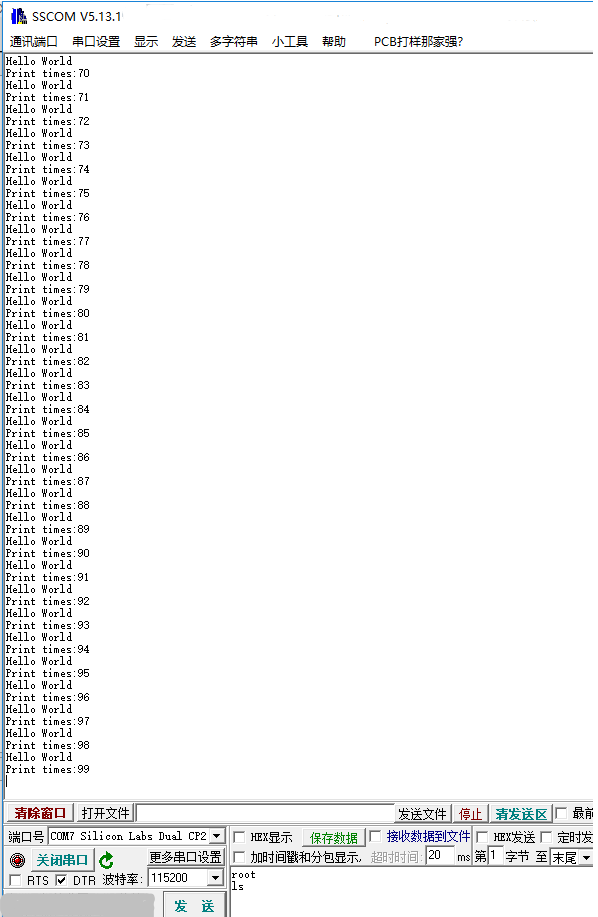 SSCOM V5.13.1
通讯端口 串口设置 显示 发送 多字符串 小工具 帮助 PCB打样那家强?
Hello World
Print times:70
Hello World
Print times:71
Hello World
Print times:72
Hello World
Print times:73
Hello World
Print times:74
Hello World
Print times:75
Hello World
Print times:76
Hello World
Print times:77
Hello World
Print times:78
Hello World
Print times:79
Hello World
Print times:80
Hello World
Print times:81
Hello World
Print times:82
Hello World
Print times:83
Hello World
Print times:84
Hello World
Print times:85
Hello World
Print times:86
Hello World
Print times:87
Hello World
Print times:88
Hello World
Print times:89
Hello World
Print times:90
Hello World
Print times:91
Hello World
Print times:92
Hello World
Print times:93
Hello World
Print times:94
Hello World
Print times:95
Hello World
Print times:96
Hello World
Print times:97
Hello World
Print times:98
Hello World
Print times:99
清除窗口 打开文件 发送文件 停止 清发送区 最前
端口号 COM7 Silicon Labs Dual CP2 HEX显示 保存数据 接收数据到文件 HEX发送 定时发
关闭串口 更多串口设置 加时间戳和分包显示, 超时时间: 20 ms 第1 字节 至 末尾
RTS DTR 波特率: 115200 root
ls
发 送